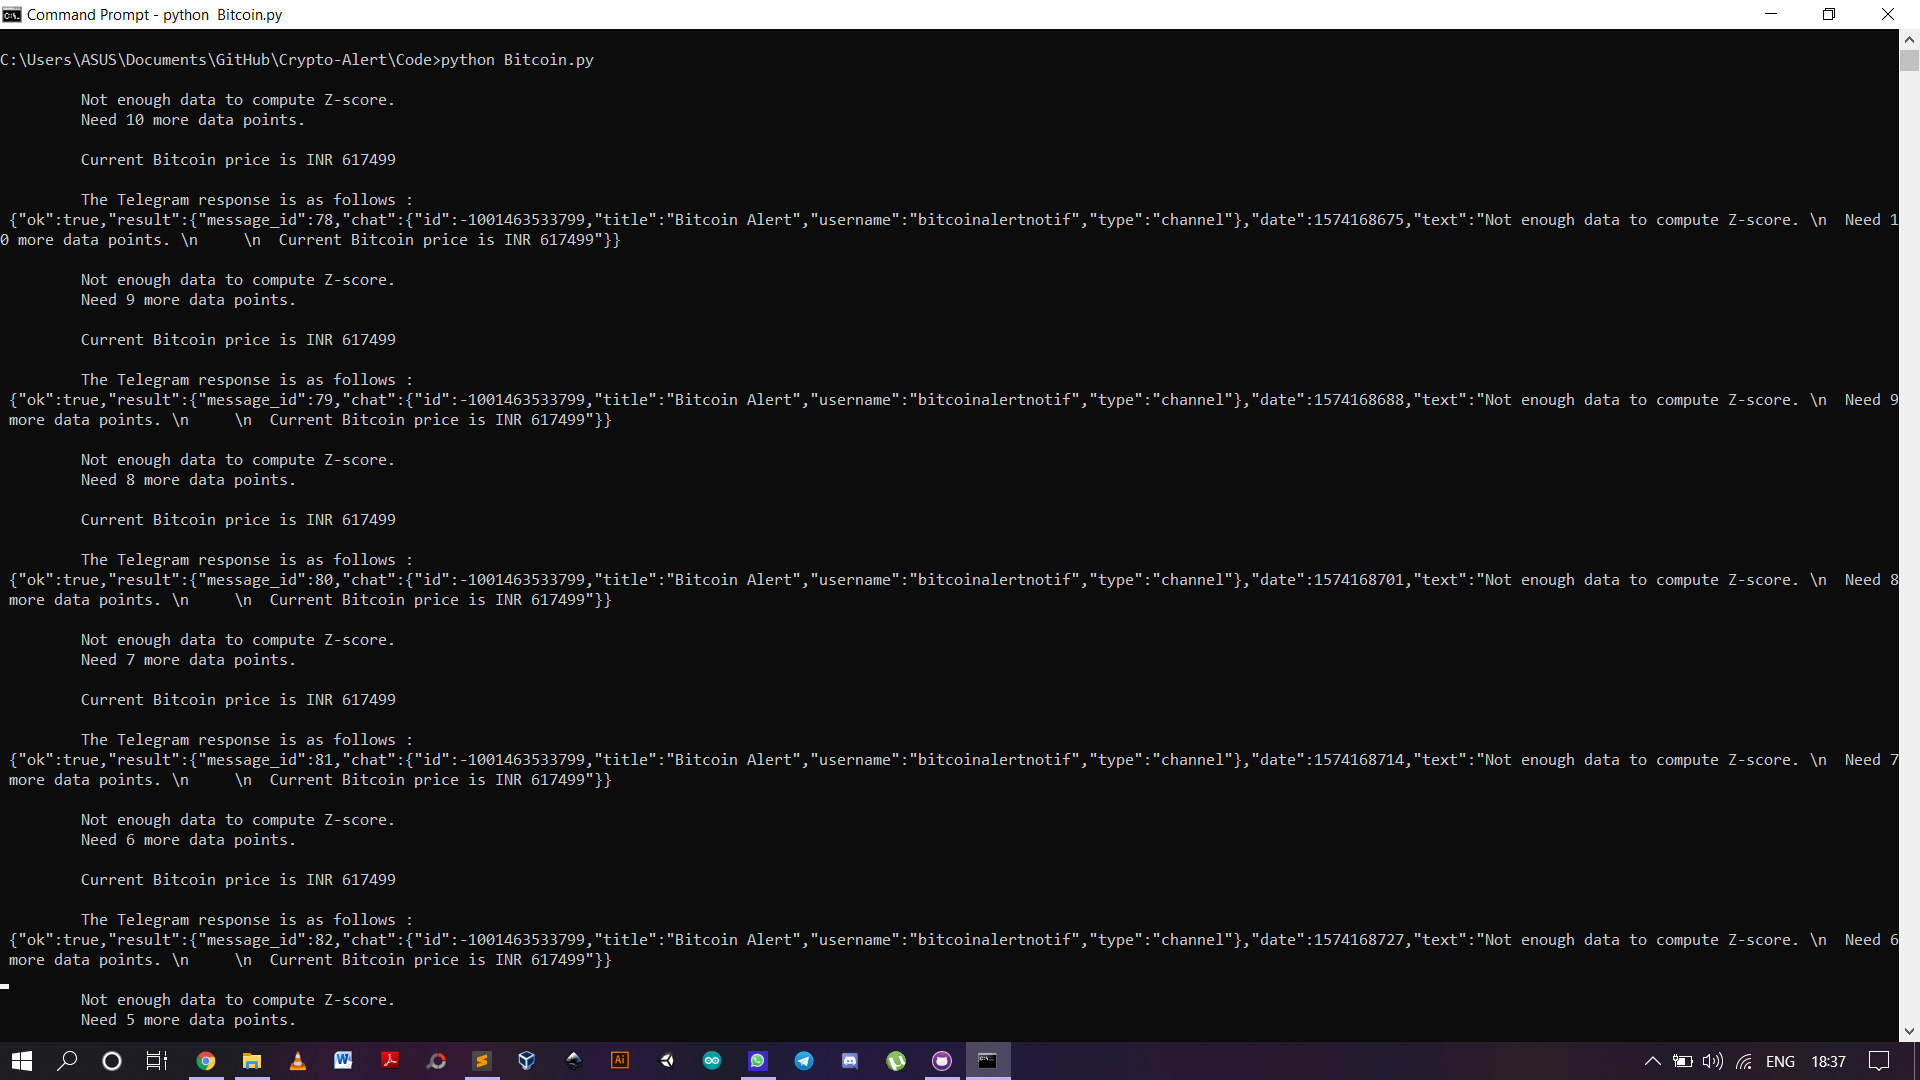 Command Prompt - python  Bitcoin.py
C:\Users\ASUS\Documents\GitHub\Crypto-Alert\Code>python Bitcoin.py
Not enough data to compute Z-score.
Need 10 more data points.
Current Bitcoin price is INR 617499
The Telegram response is as follows :
{"ok":true,"result":{"message_id":78,"chat":{"id":-1001463533799,"title":"Bitcoin Alert","username":"bitcoinalertnotif","type":"channel"},"date":1574168675,"text":"Not enough data to compute Z-score. \n  Need 1
0 more data points. \n     \n  Current Bitcoin price is INR 617499"}}
Not enough data to compute Z-score.
Need 9 more data points.
Current Bitcoin price is INR 617499
The Telegram response is as follows :
{"ok":true,"result":{"message_id":79,"chat":{"id":-1001463533799,"title":"Bitcoin Alert","username":"bitcoinalertnotif","type":"channel"},"date":1574168688,"text":"Not enough data to compute Z-score. \n  Need 9
more data points. \n     \n  Current Bitcoin price is INR 617499"}}
Not enough data to compute Z-score.
Need 8 more data points.
Current Bitcoin price is INR 617499
The Telegram response is as follows :
{"ok":true,"result":{"message_id":80,"chat":{"id":-1001463533799,"title":"Bitcoin Alert","username":"bitcoinalertnotif","type":"channel"},"date":1574168701,"text":"Not enough data to compute Z-score. \n  Need 8
more data points. \n     \n  Current Bitcoin price is INR 617499"}}
Not enough data to compute Z-score.
Need 7 more data points.
Current Bitcoin price is INR 617499
The Telegram response is as follows :
{"ok":true,"result":{"message_id":81,"chat":{"id":-1001463533799,"title":"Bitcoin Alert","username":"bitcoinalertnotif","type":"channel"},"date":1574168714,"text":"Not enough data to compute Z-score. \n  Need 7
more data points. \n     \n  Current Bitcoin price is INR 617499"}}
Not enough data to compute Z-score.
Need 6 more data points.
Current Bitcoin price is INR 617499
The Telegram response is as follows :
{"ok":true,"result":{"message_id":82,"chat":{"id":-1001463533799,"title":"Bitcoin Alert","username":"bitcoinalertnotif","type":"channel"},"date":1574168727,"text":"Not enough data to compute Z-score. \n  Need 6
more data points. \n     \n  Current Bitcoin price is INR 617499"}}
Not enough data to compute Z-score.
Need 5 more data points.
ENG 18:37